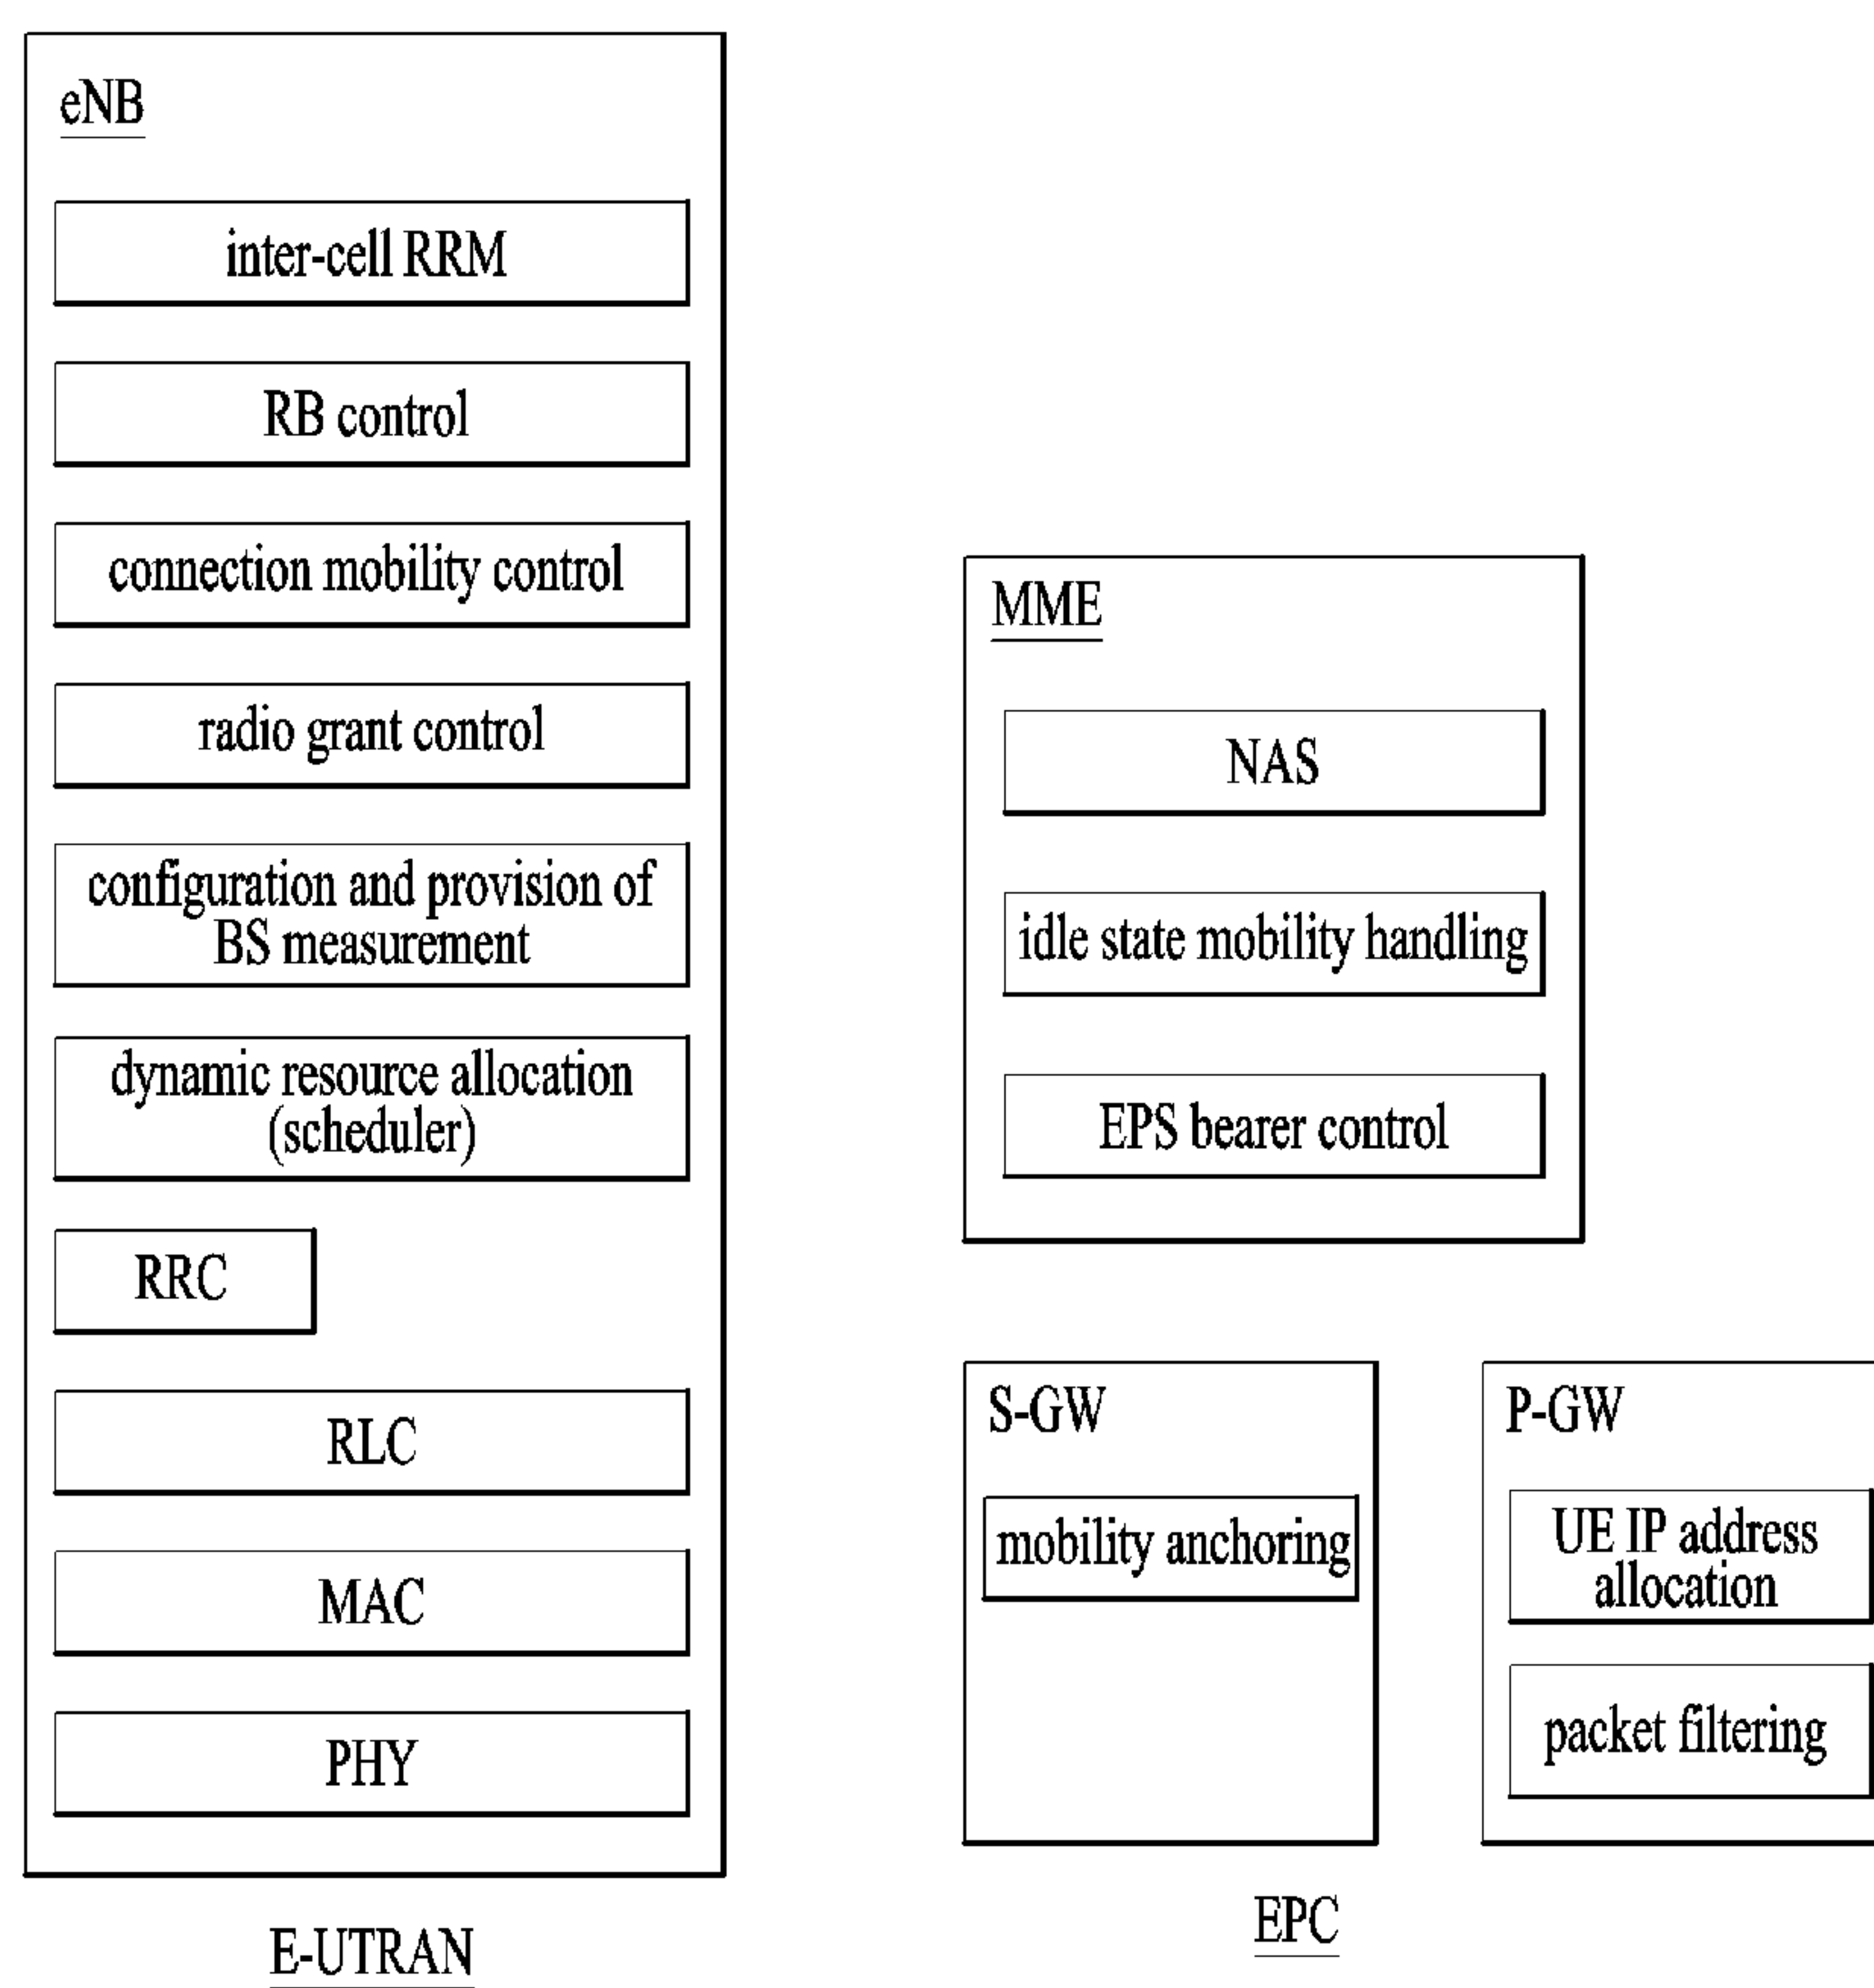 eNB
inter-cell RRM
RB control
connection mobility control
radio grant control
configuration and provision of
BS measurement
dynamic resource allocation
(scheduler)
RRC
RLC
MAC
PHY
E-UTRAN
MME
NAS
idle state mobility handling
EPS bearer control
S-GW
mobility anchoring
P-GW
UE IP address
allocation
packet filtering
EPC